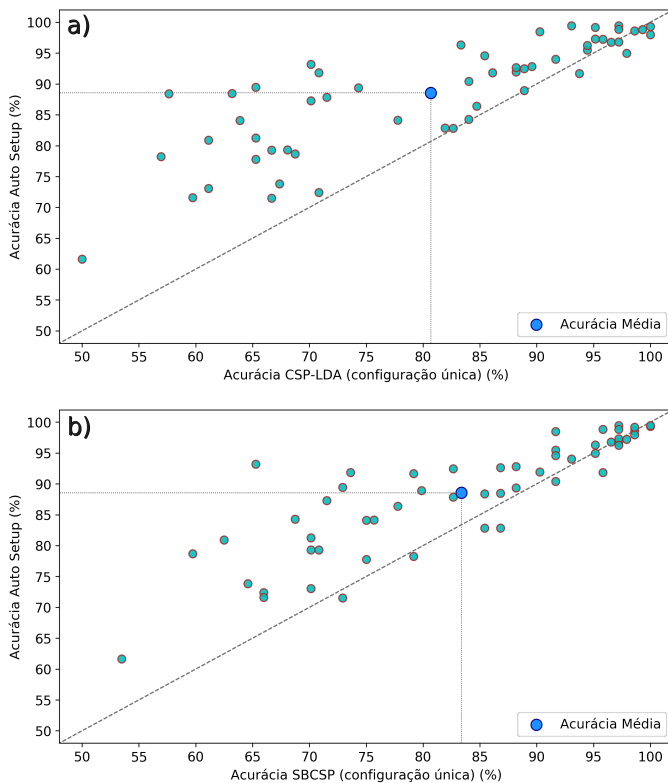 a)
Acurácia Auto Setup (%)
100
95
90
85
80
75
70
65
60
55
50
Acurácia Média
50 55 60 65 70 75 80 85 90 95 100
Acurácia CSP-LDA (configuração única) (%)
b)
Acurácia Auto Setup (%)
100
95
90
85
80
75
70
65
60
55
50
Acurácia Média
50 55 60 65 70 75 80 85 90 95 100
Acurácia SBCSP (configuração única) (%)